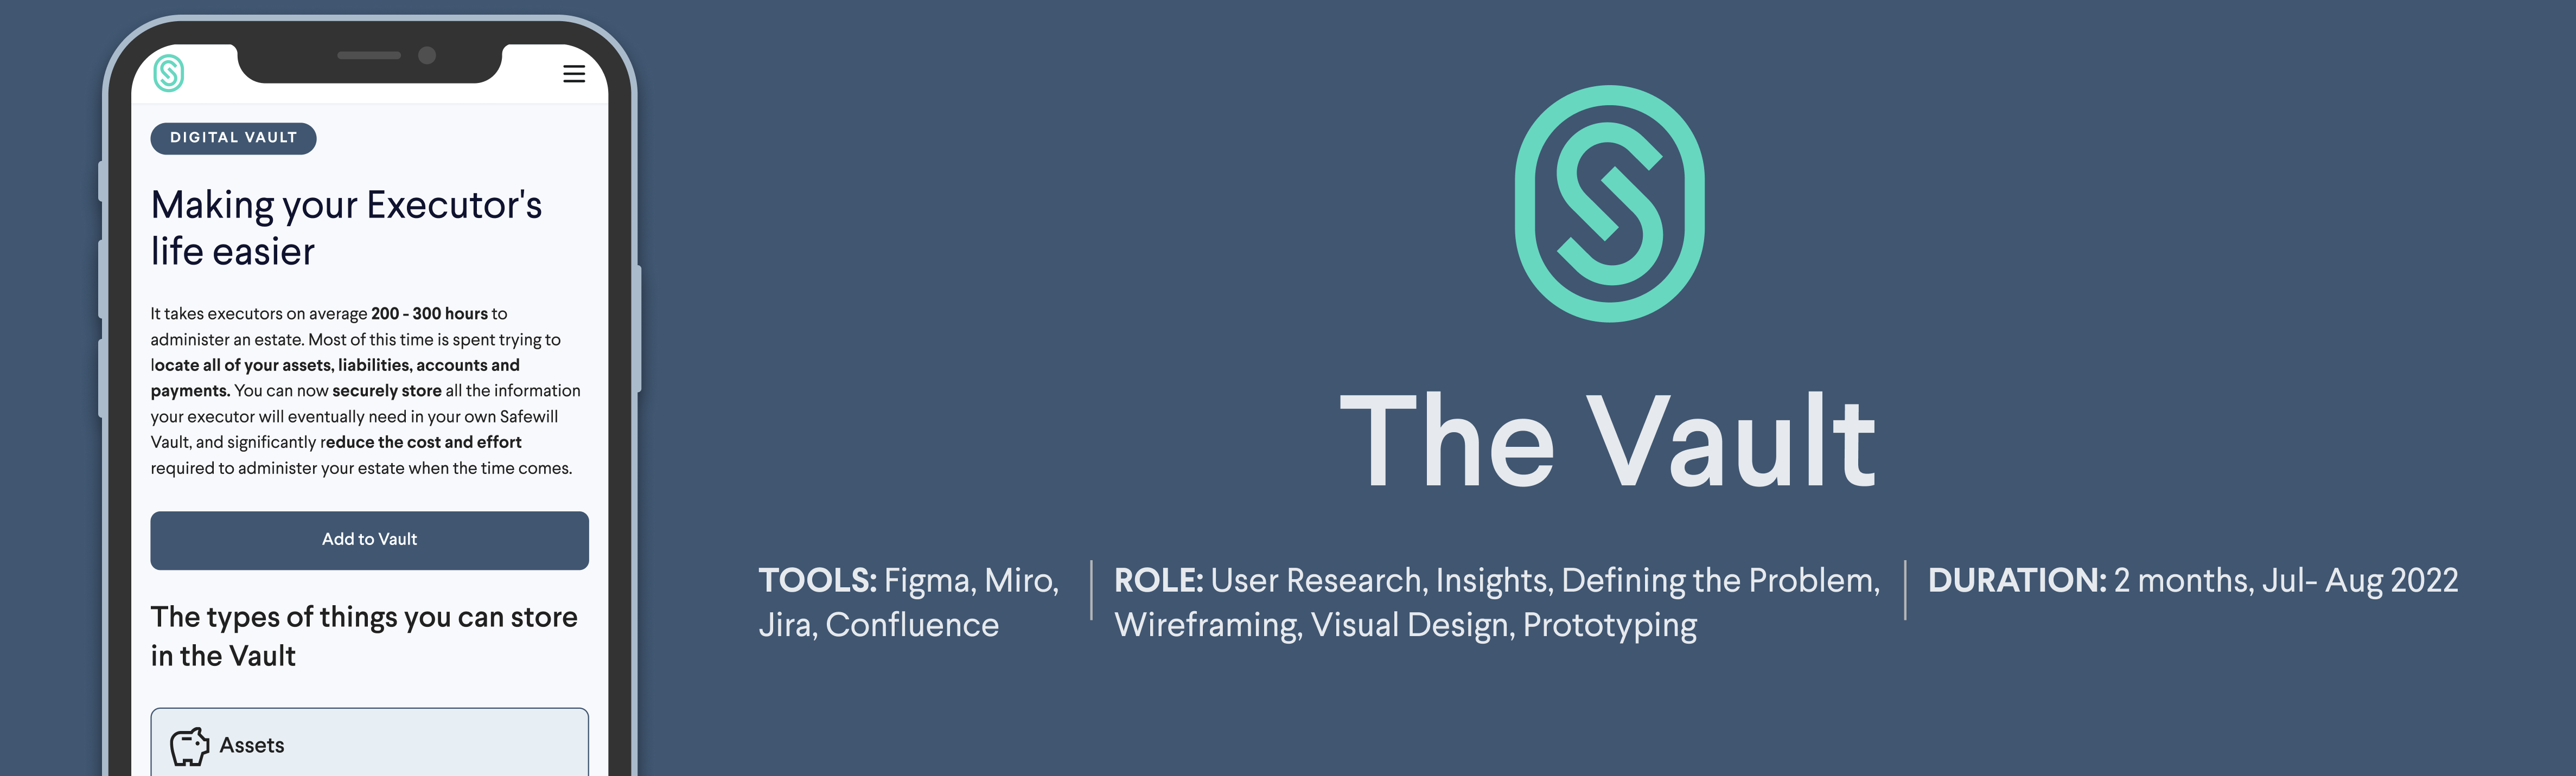 DIGITAL VAULT
Making your Executor's
life easier
It takes executors on average 200 - 300 hours to
administer an estate. Most of this time is spent trying to
locate all of your assets, liabilities, accounts and
payments. You can now securely store all the information
your executor will eventually need in your own Safewill
Vault, and significantly reduce the cost and effort
required to administer your estate when the time comes.
Add to Vault
The types of things you can store
in the Vault
Assets
The Vault
TOOLS: Figma, Miro,
Jira, Confluence
ROLE: User Research, Insights, Defining the Problem,
Wireframing, Visual Design, Prototyping
DURATION: 2 months, Jul- Aug 2022